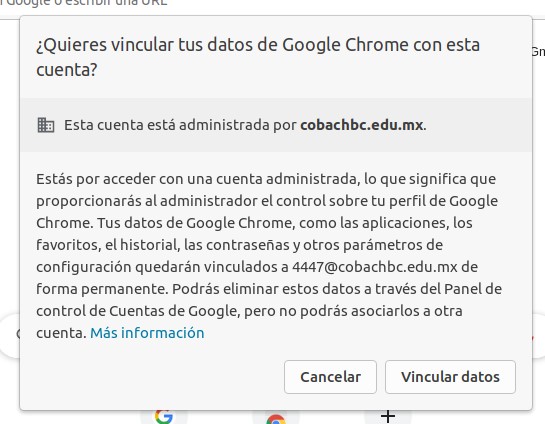 Google o escribir una URL
¿Quieres vincular tus datos de Google Chrome con esta
cuenta?
Gn
Esta cuenta está administrada por cobachbc.edu.mx.
Estás por acceder con una cuenta administrada, lo que significa que
proporcionarás al administrador el control sobre tu perfil de Google
Chrome. Tus datos de Google Chrome, como las aplicaciones, los
favoritos, el historial, las contraseñas y otros parámetros de
configuración quedarán vinculados a 4447@cobachbc.edu.mx de
forma permanente. Podrás eliminar estos datos a través del Panel de
control de Cuentas de Google, pero no podrás asociarlos a otra
cuenta. Más información
Cancelar
Vincular datos